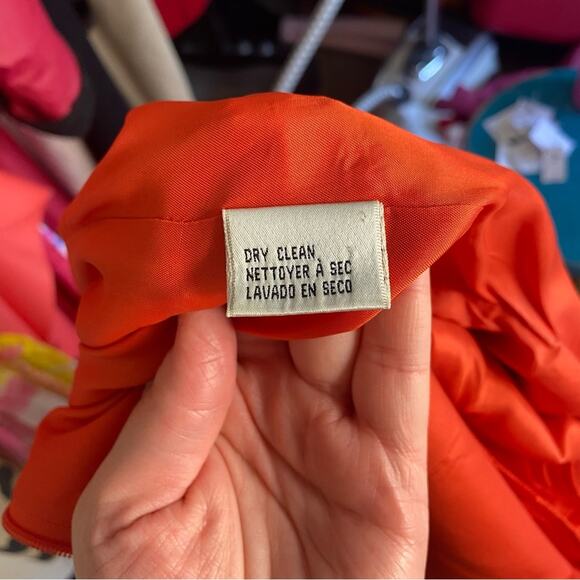 DRY CLEAN
NETTOYER À SEC
LAVADO EN SECO